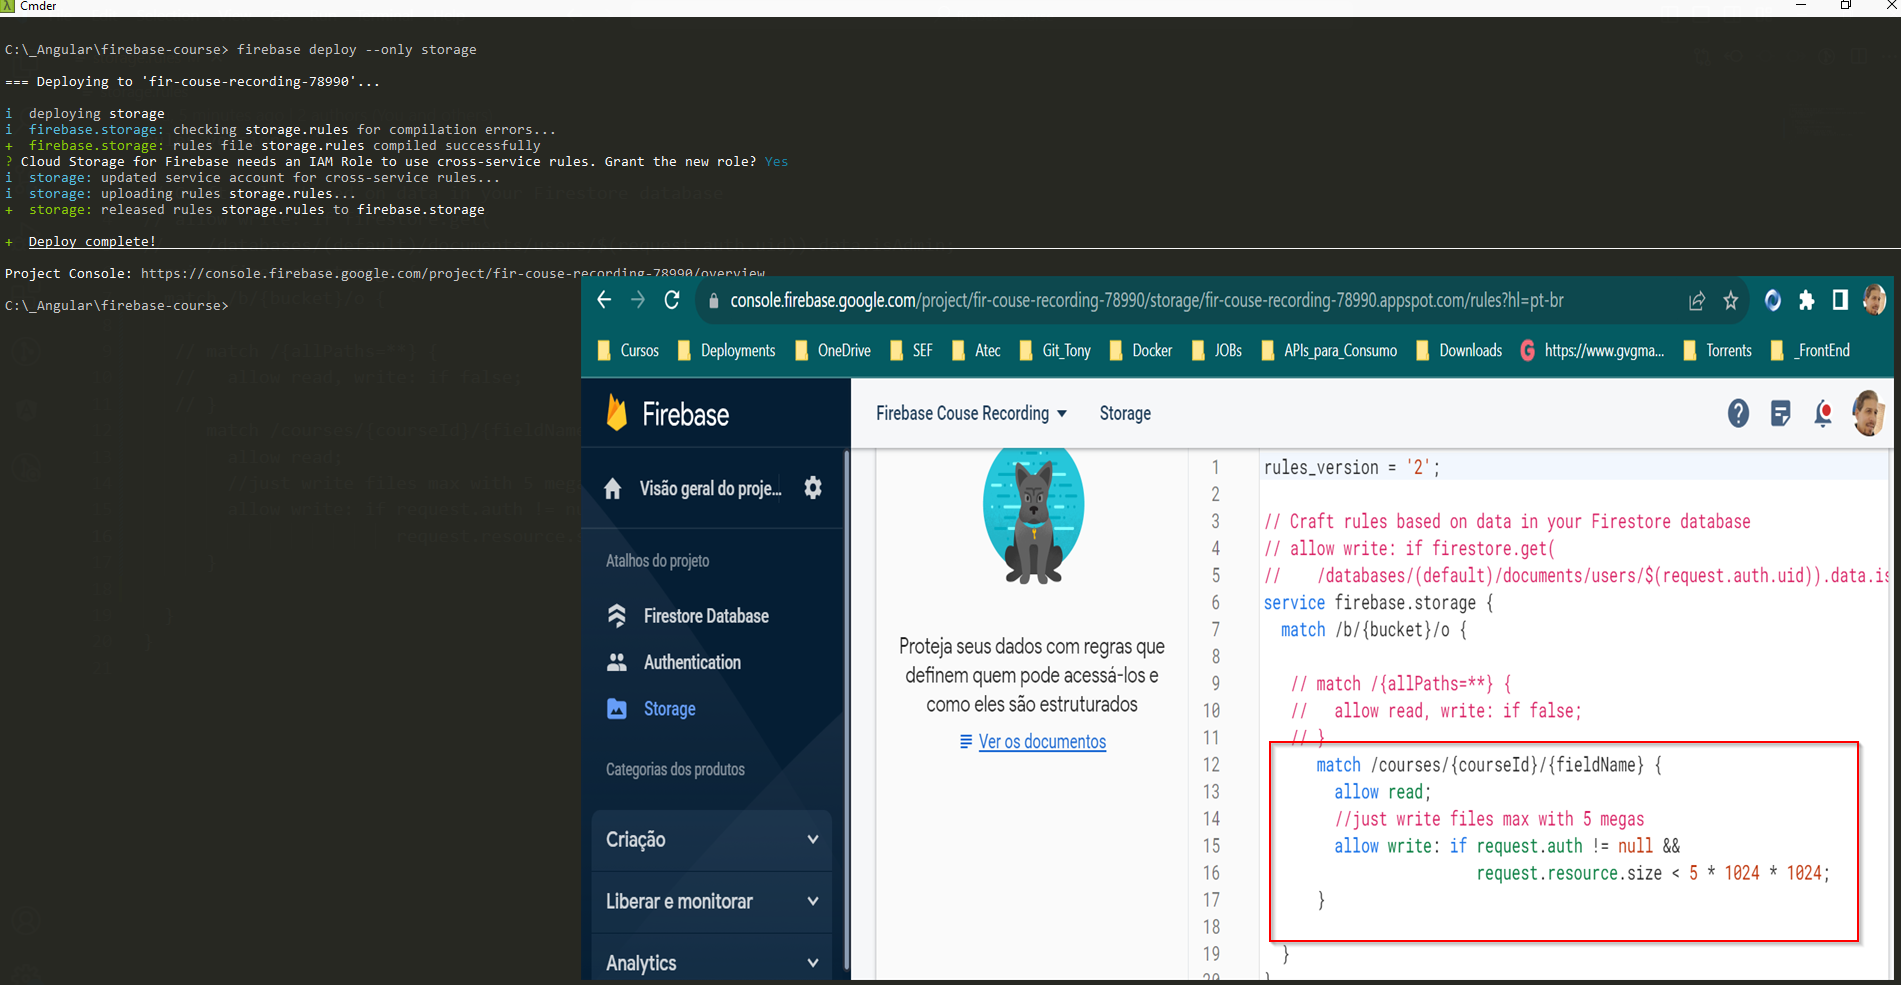 Cmder
C:\_Angular\firebase-course> firebase deploy --only storage
=== Deploying to 'fir-couse-recording-78990'...
i  deploying storage
i  firebase.storage: checking storage.rules for compilation errors...
+  firebase.storage: rules file storage.rules compiled successfully
? Cloud Storage for Firebase needs an IAM Role to use cross-service rules. Grant the new role? Yes
i  storage: updated service account for cross-service rules...
i  storage: uploading rules storage.rules...
+  storage: released rules storage.rules to firebase.storage
+  Deploy complete!
Project Console: https://console.firebase.google.com/project/fir-couse-recording-78990/overview
C:\_Angular\firebase-course>
console.firebase.google.com/project/fir-couse-recording-78990/storage/fir-couse-recording-78990.appspot.com/rules?hl=pt-br
Cursos Deployments OneDrive SEF Atec Git_Tony Docker JOBs APIs_para_Consumo Downloads https://www.gvgma... Torrents _FrontEnd
Firebase
Visão geral do proje...
Atalhos do projeto
Firestore Database
Authentication
Storage
Categorias dos produtos
Criação
Liberar e monitorar
Analytics
Firebase Couse Recording Storage
Proteja seus dados com regras que
definem quem pode acessá-los e
como eles são estruturados
Ver os documentos
1 rules_version = '2';
2
3 // Craft rules based on data in your Firestore database
4 // allow write: if firestore.get(
5 //    /databases/(default)/documents/users/$(request.auth.uid)).data.is
6 service firebase.storage {
7   match /b/{bucket}/o {
8
9    // match /{allPaths=**} {
10    //   allow read, write: if false;
11    // }
12       match /courses/{courseId}/{fieldName} {
13         allow read;
14         //just write files max with 5 megas
15         allow write: if request.auth != null &&
16                         request.resource.size < 5 * 1024 * 1024;
17       }
18
19   }
20 }